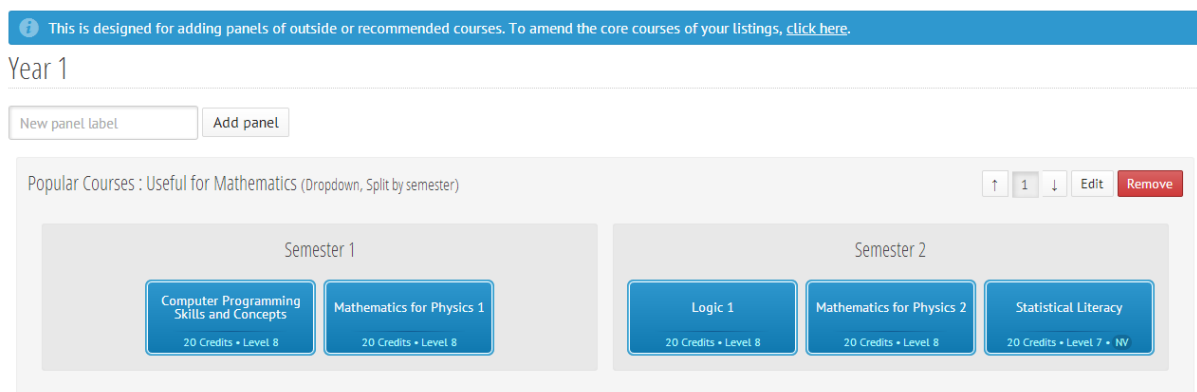 This is designed for adding panels of outside or recommended courses. To amend the core courses of your listings, click here.
Year 1
New panel label
Add panel
Popular Courses : Useful for Mathematics (Dropdown, Split by semester)
↑ 1 ↓ Edit Remove
Semester 1
Computer Programming
Skills and Concepts
20 Credits • Level 8
Mathematics for Physics 1
20 Credits • Level 8
Semester 2
Logic 1
20 Credits • Level 8
Mathematics for Physics 2
20 Credits • Level 8
Statistical Literacy
20 Credits • Level 7 • NV